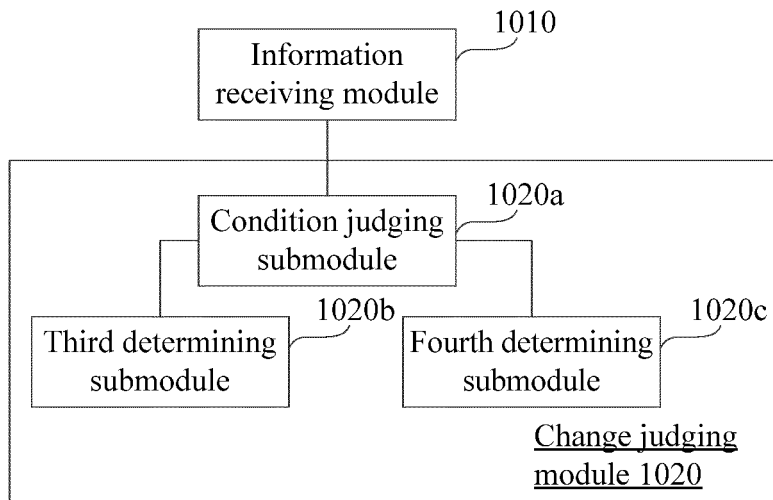 1010
Information
receiving module
1020a
Condition judging
submodule
1020b
1020c
Third determining
submodule
Fourth determining
submodule
Change judging
module 1020